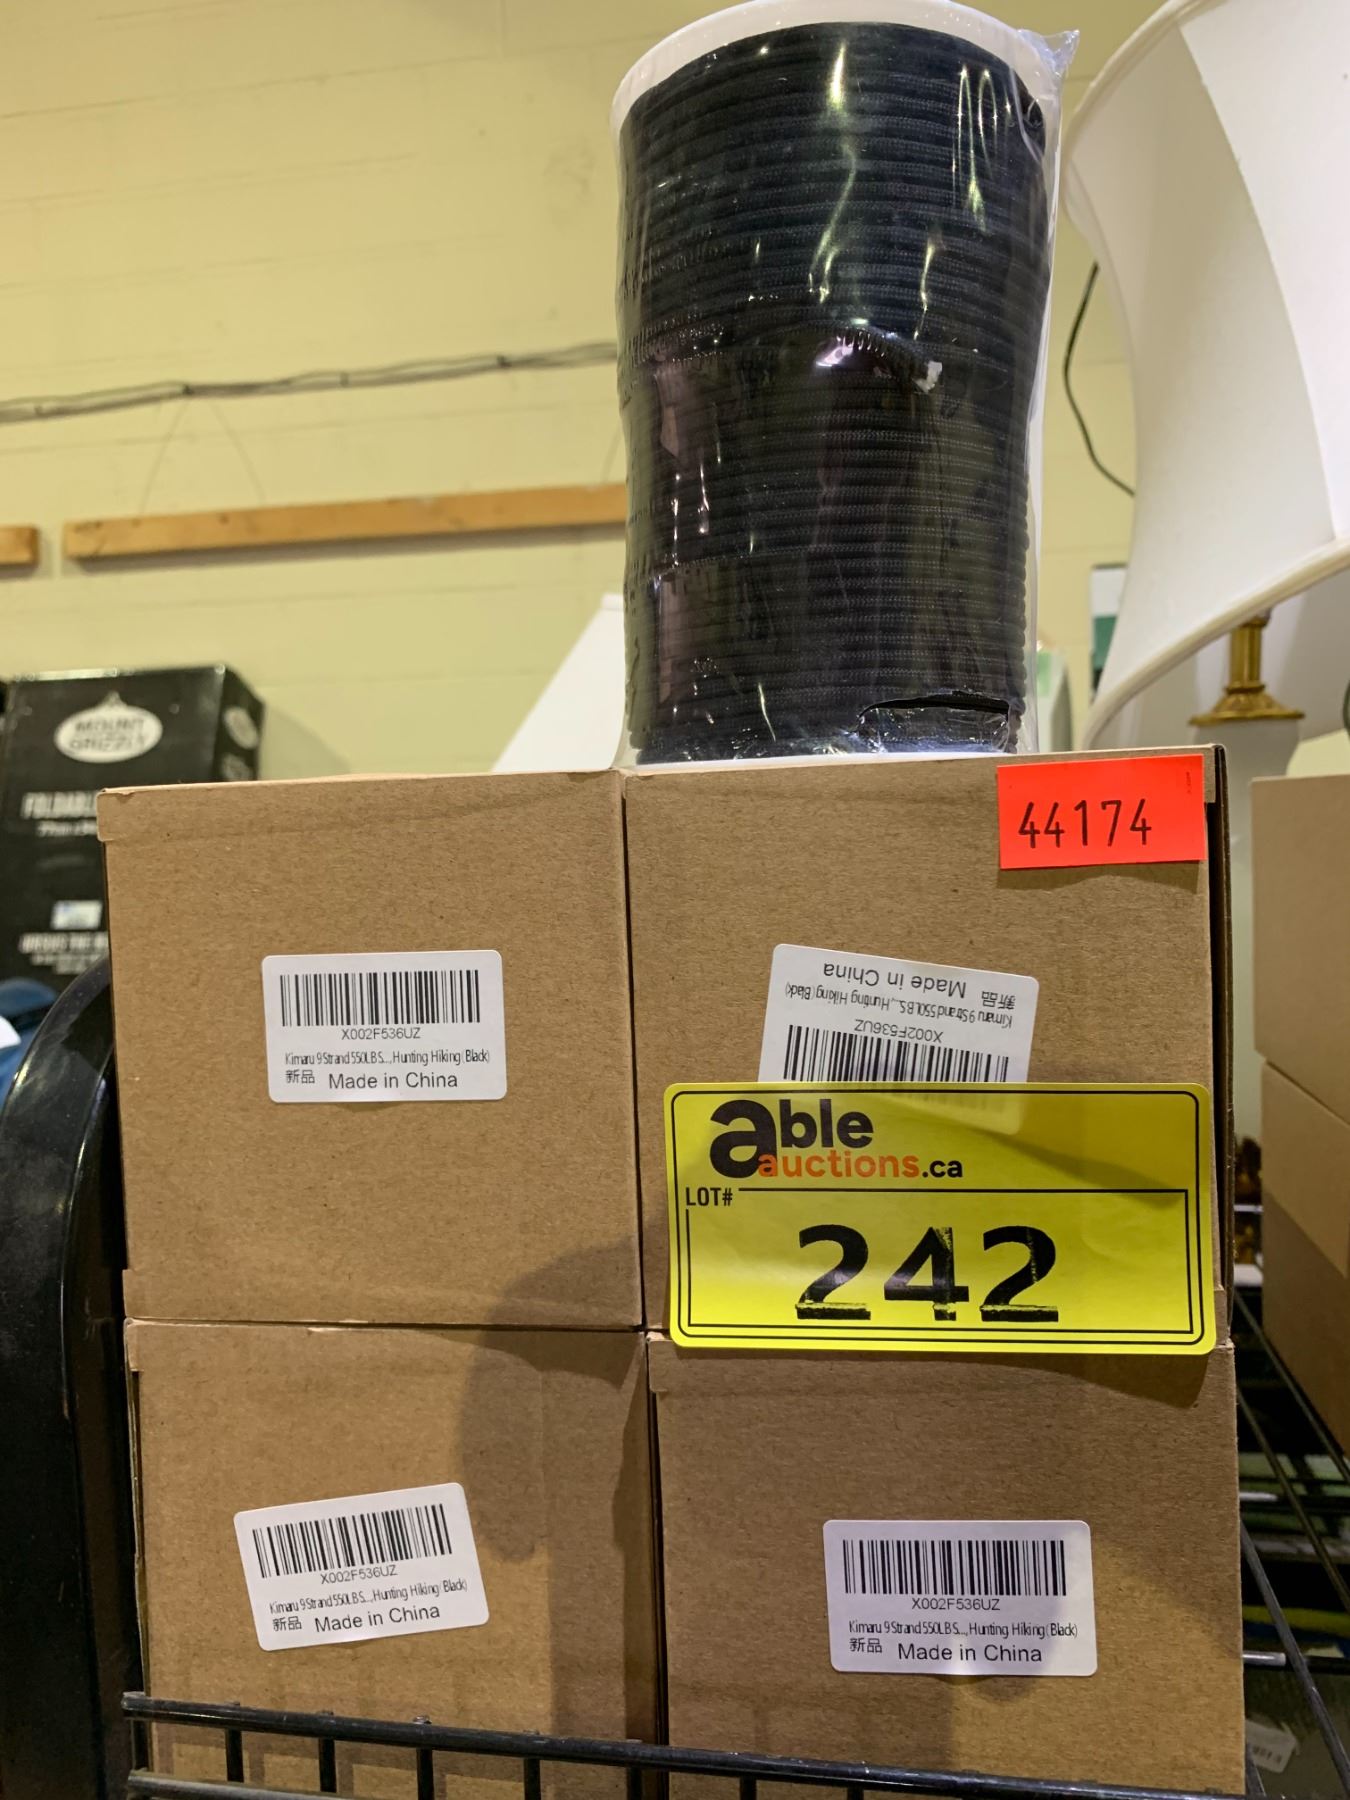 MOUNT
GRIZZLY
44174
X002F536UZ
Kimaru 9 Strand 550LBS..., Hunting Hiking (Black)
新品 Made in China
X002F536UZ
Kimaru 9 Strand 550LBS..., Hunting Hiking (Black)
新品 Made in China
able
auctions.ca
LOT#
242
X002F536UZ
Kimaru 9 Strand 550LBS..., Hunting Hiking (Black)
新品 Made in China
X002F536UZ
Kimaru 9 Strand 550LBS..., Hunting Hiking (Black)
新品 Made in China